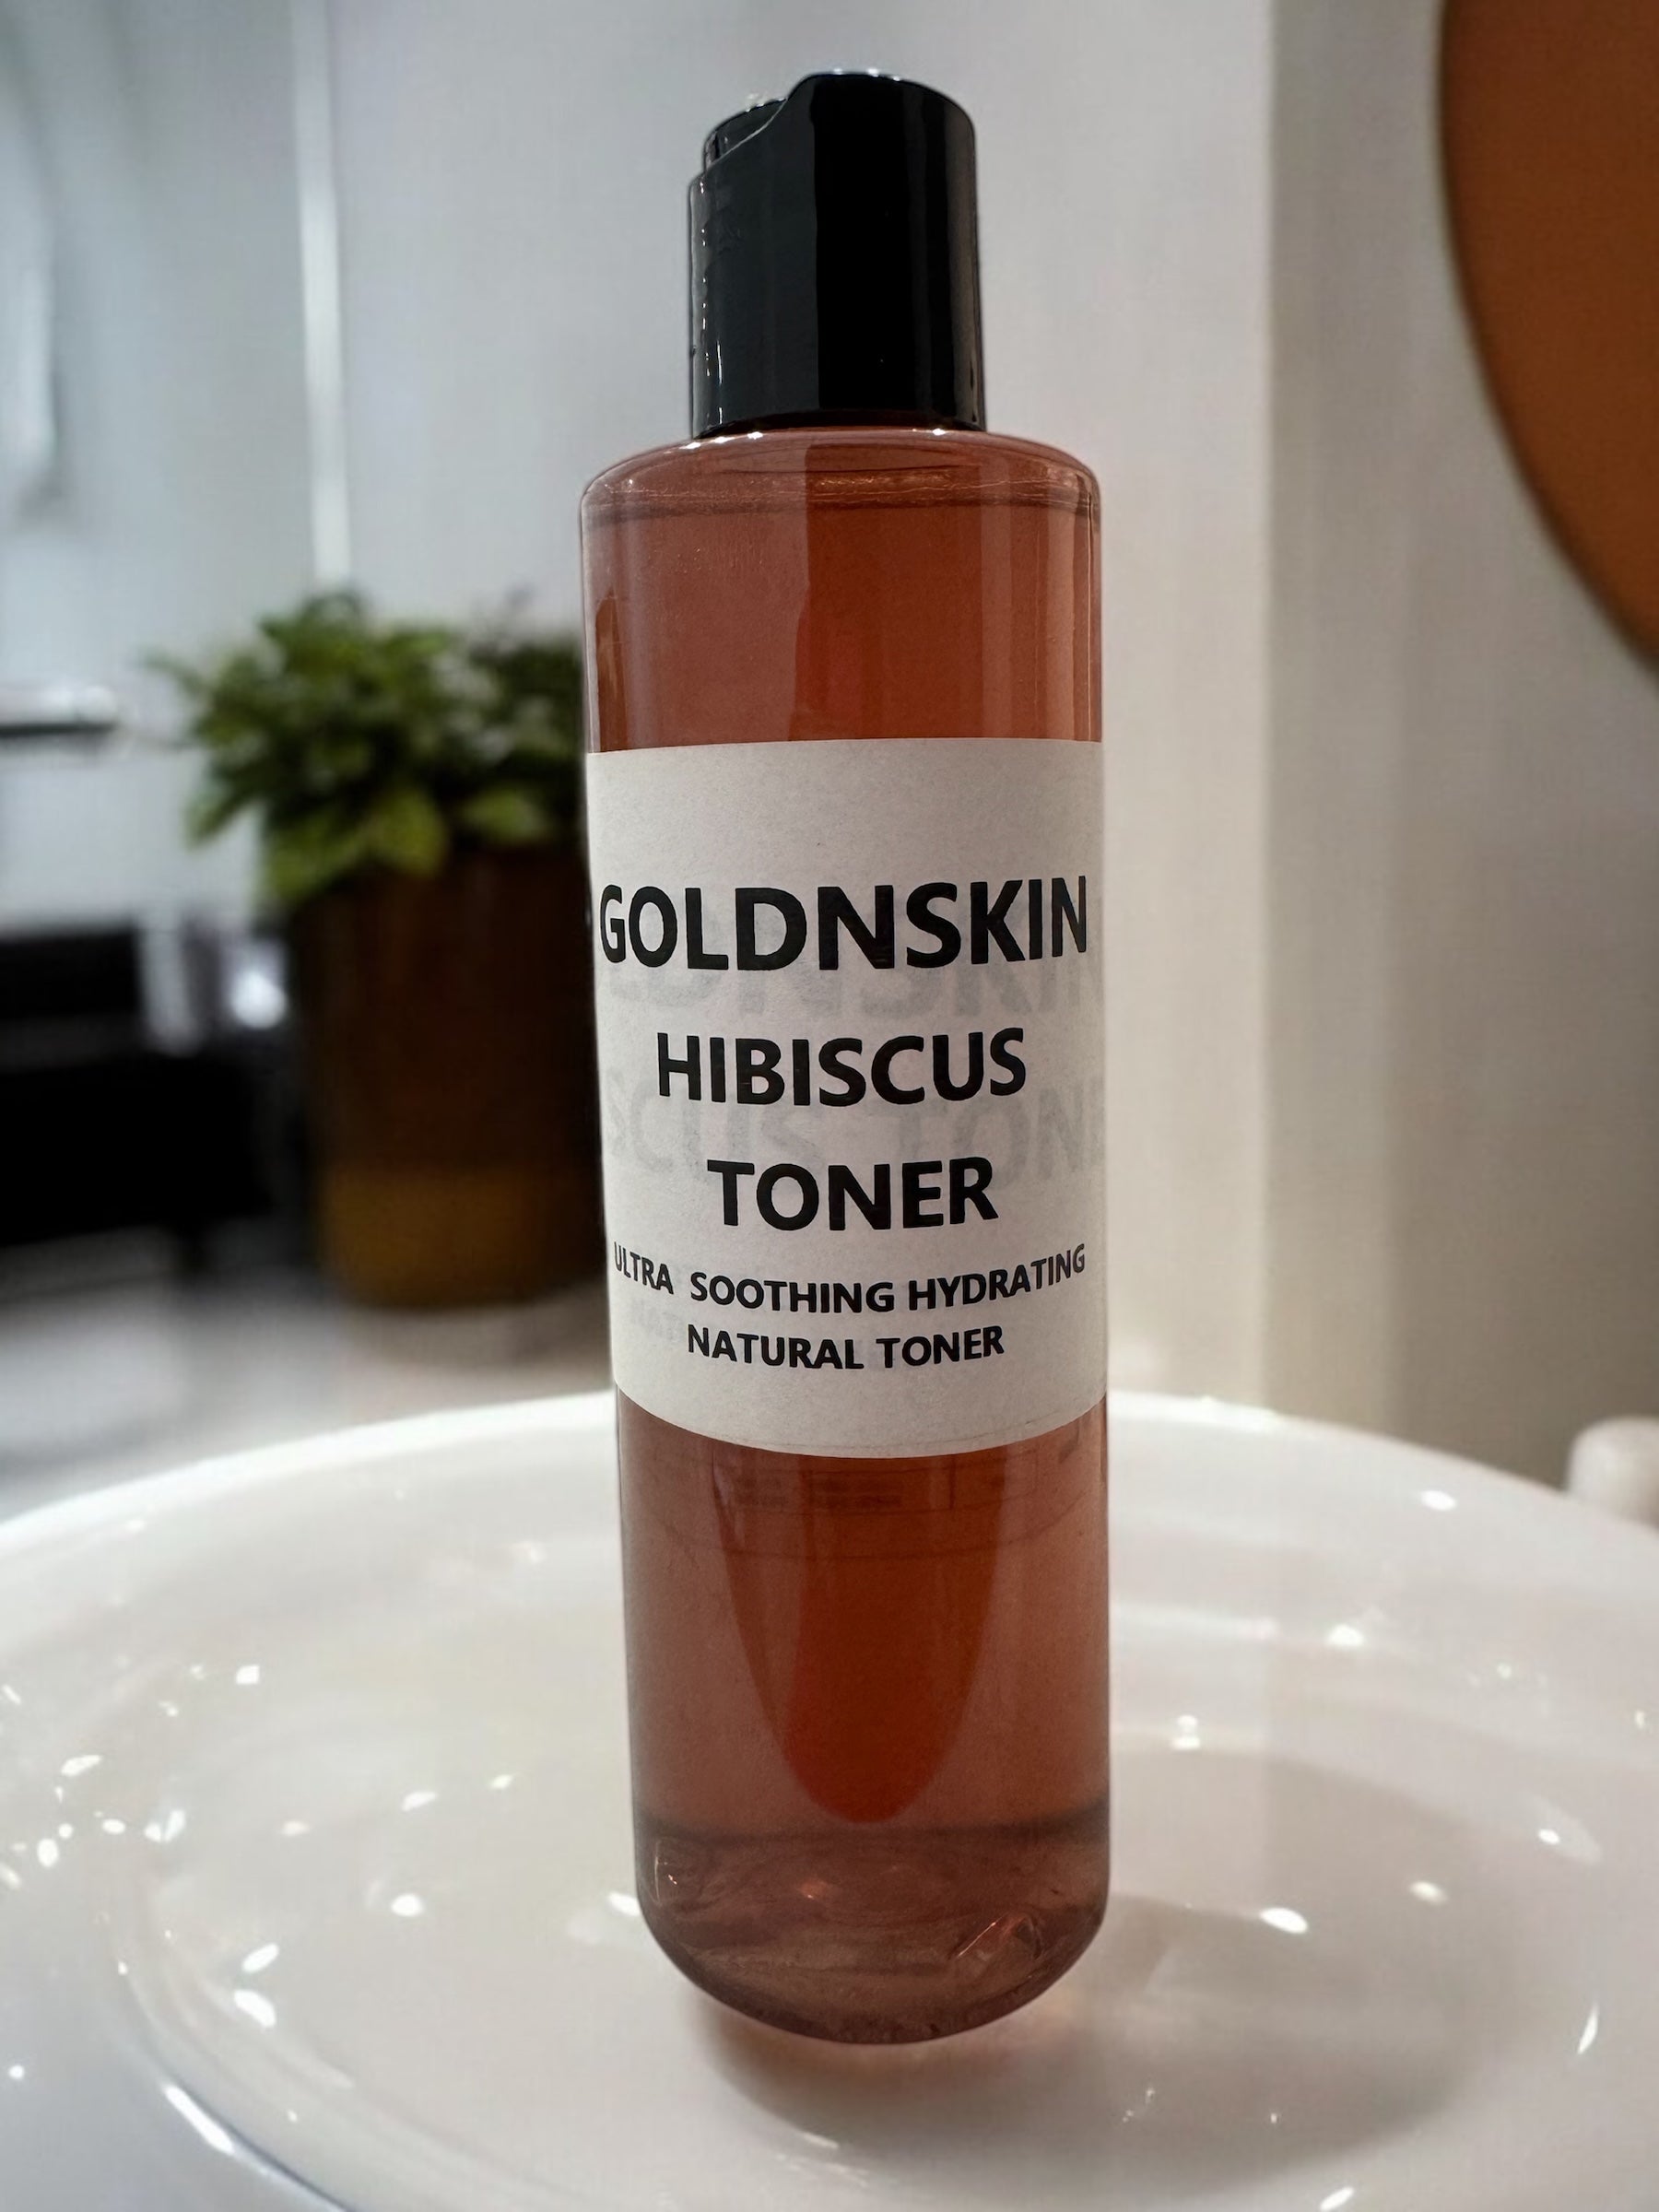 GOLDNSKIN
HIBISCUS
TONER
ULTRA SOOTHING HYDRATING
NATURAL TONER